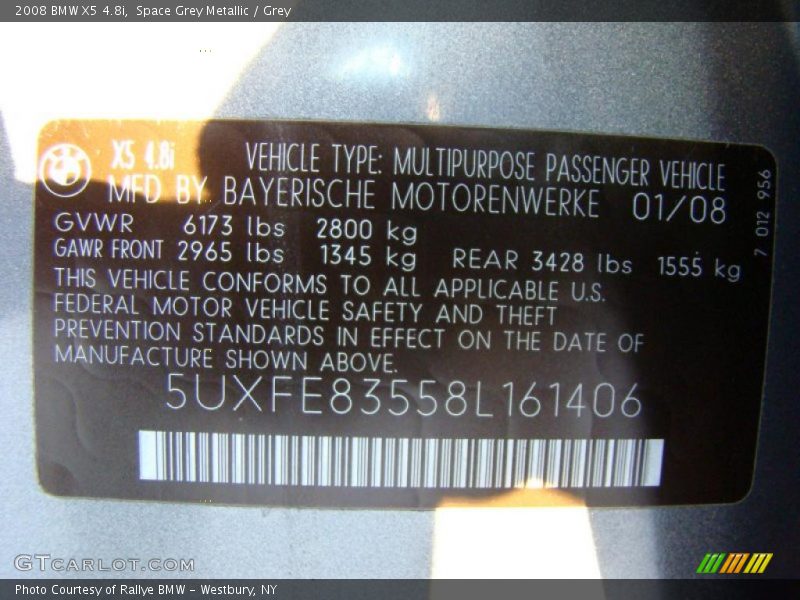 2008 BMW X5 4.8i, Space Grey Metallic / Grey
X5 4.8i VEHICLE TYPE: MULTIPURPOSE PASSENGER VEHICLE
MFD BY BAYERISCHE MOTORENWERKE 01/08
GVWR 6173 lbs 2800 kg
GAWR FRONT 2965 lbs 1345 kg REAR 3428 lbs 1555 kg
THIS VEHICLE CONFORMS TO ALL APPLICABLE U.S.
FEDERAL MOTOR VEHICLE SAFETY AND THEFT
PREVENTION STANDARDS IN EFFECT ON THE DATE OF
MANUFACTURE SHOWN ABOVE.
5UXFE83558L161406
7 012 956
GTCARLOT.COM
Photo Courtesy of Rallye BMW - Westbury, NY